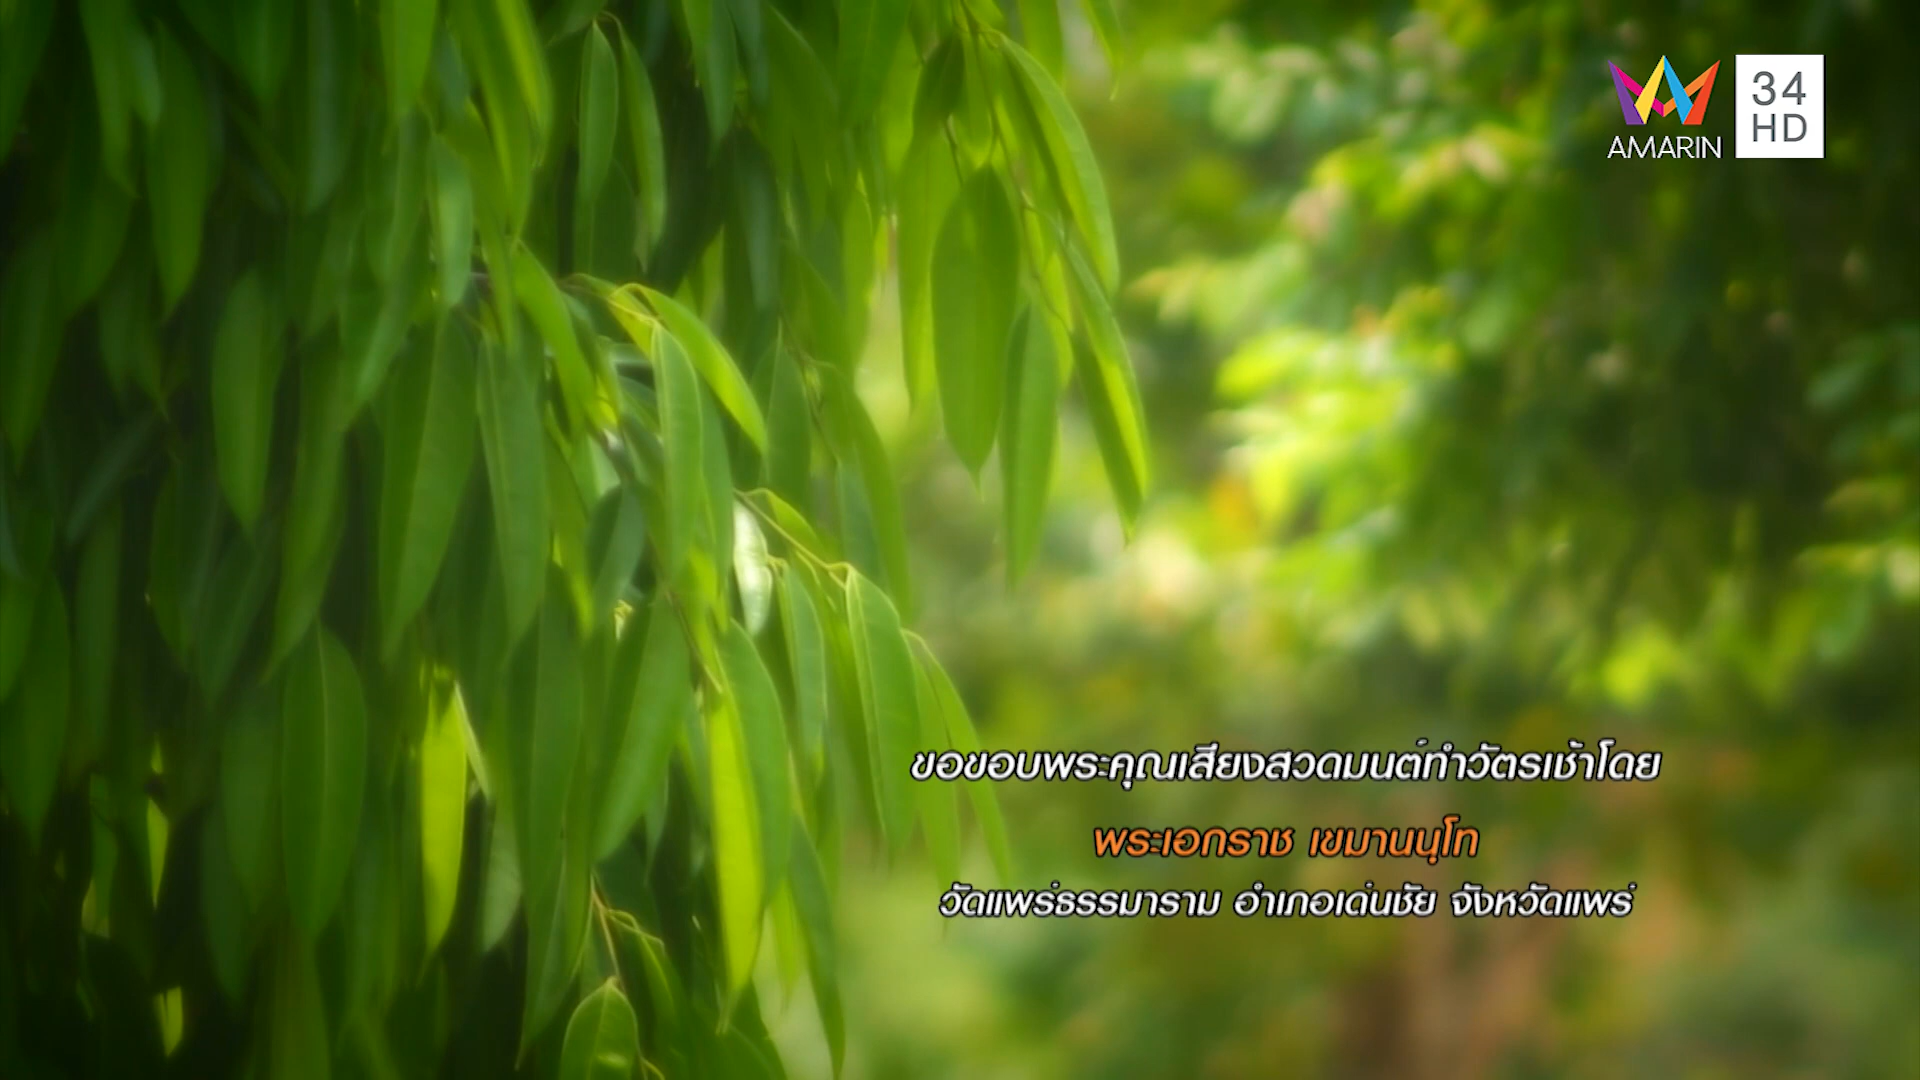 AMARIN
34
HD
ขอขอบพระคุณเสียงสวดมนต์ทำวัตรเช้าโดย
พระเอกราช เขมานนฺโท
วัดแพร่ธรรมาราม อำเภอเด่นชัย จังหวัดแพร่